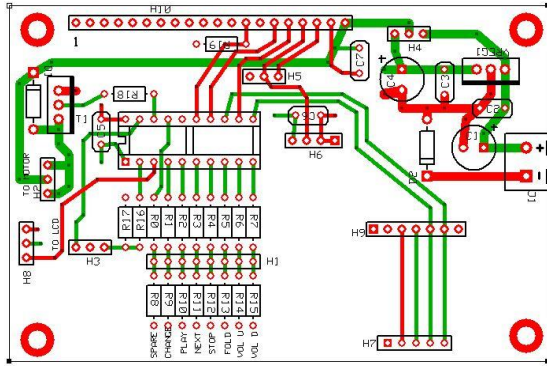 H10
1
R19
H5
C7
H4
+
C4
C3
VREG1
C2
C1
+
D2
+
-
R18
T1
C5
C6
H6
TO MOTOR
H2
TO LCD
H8
H3
R17
R16
R0
R1
R2
R3
R4
R5
R6
R7
H1
R8
R9
R10
R11
R12
R13
R14
R15
SPARE
CHANGE
PLAY
NEXT
STOP
FOLD
VOL U
VOL D
H9
H7